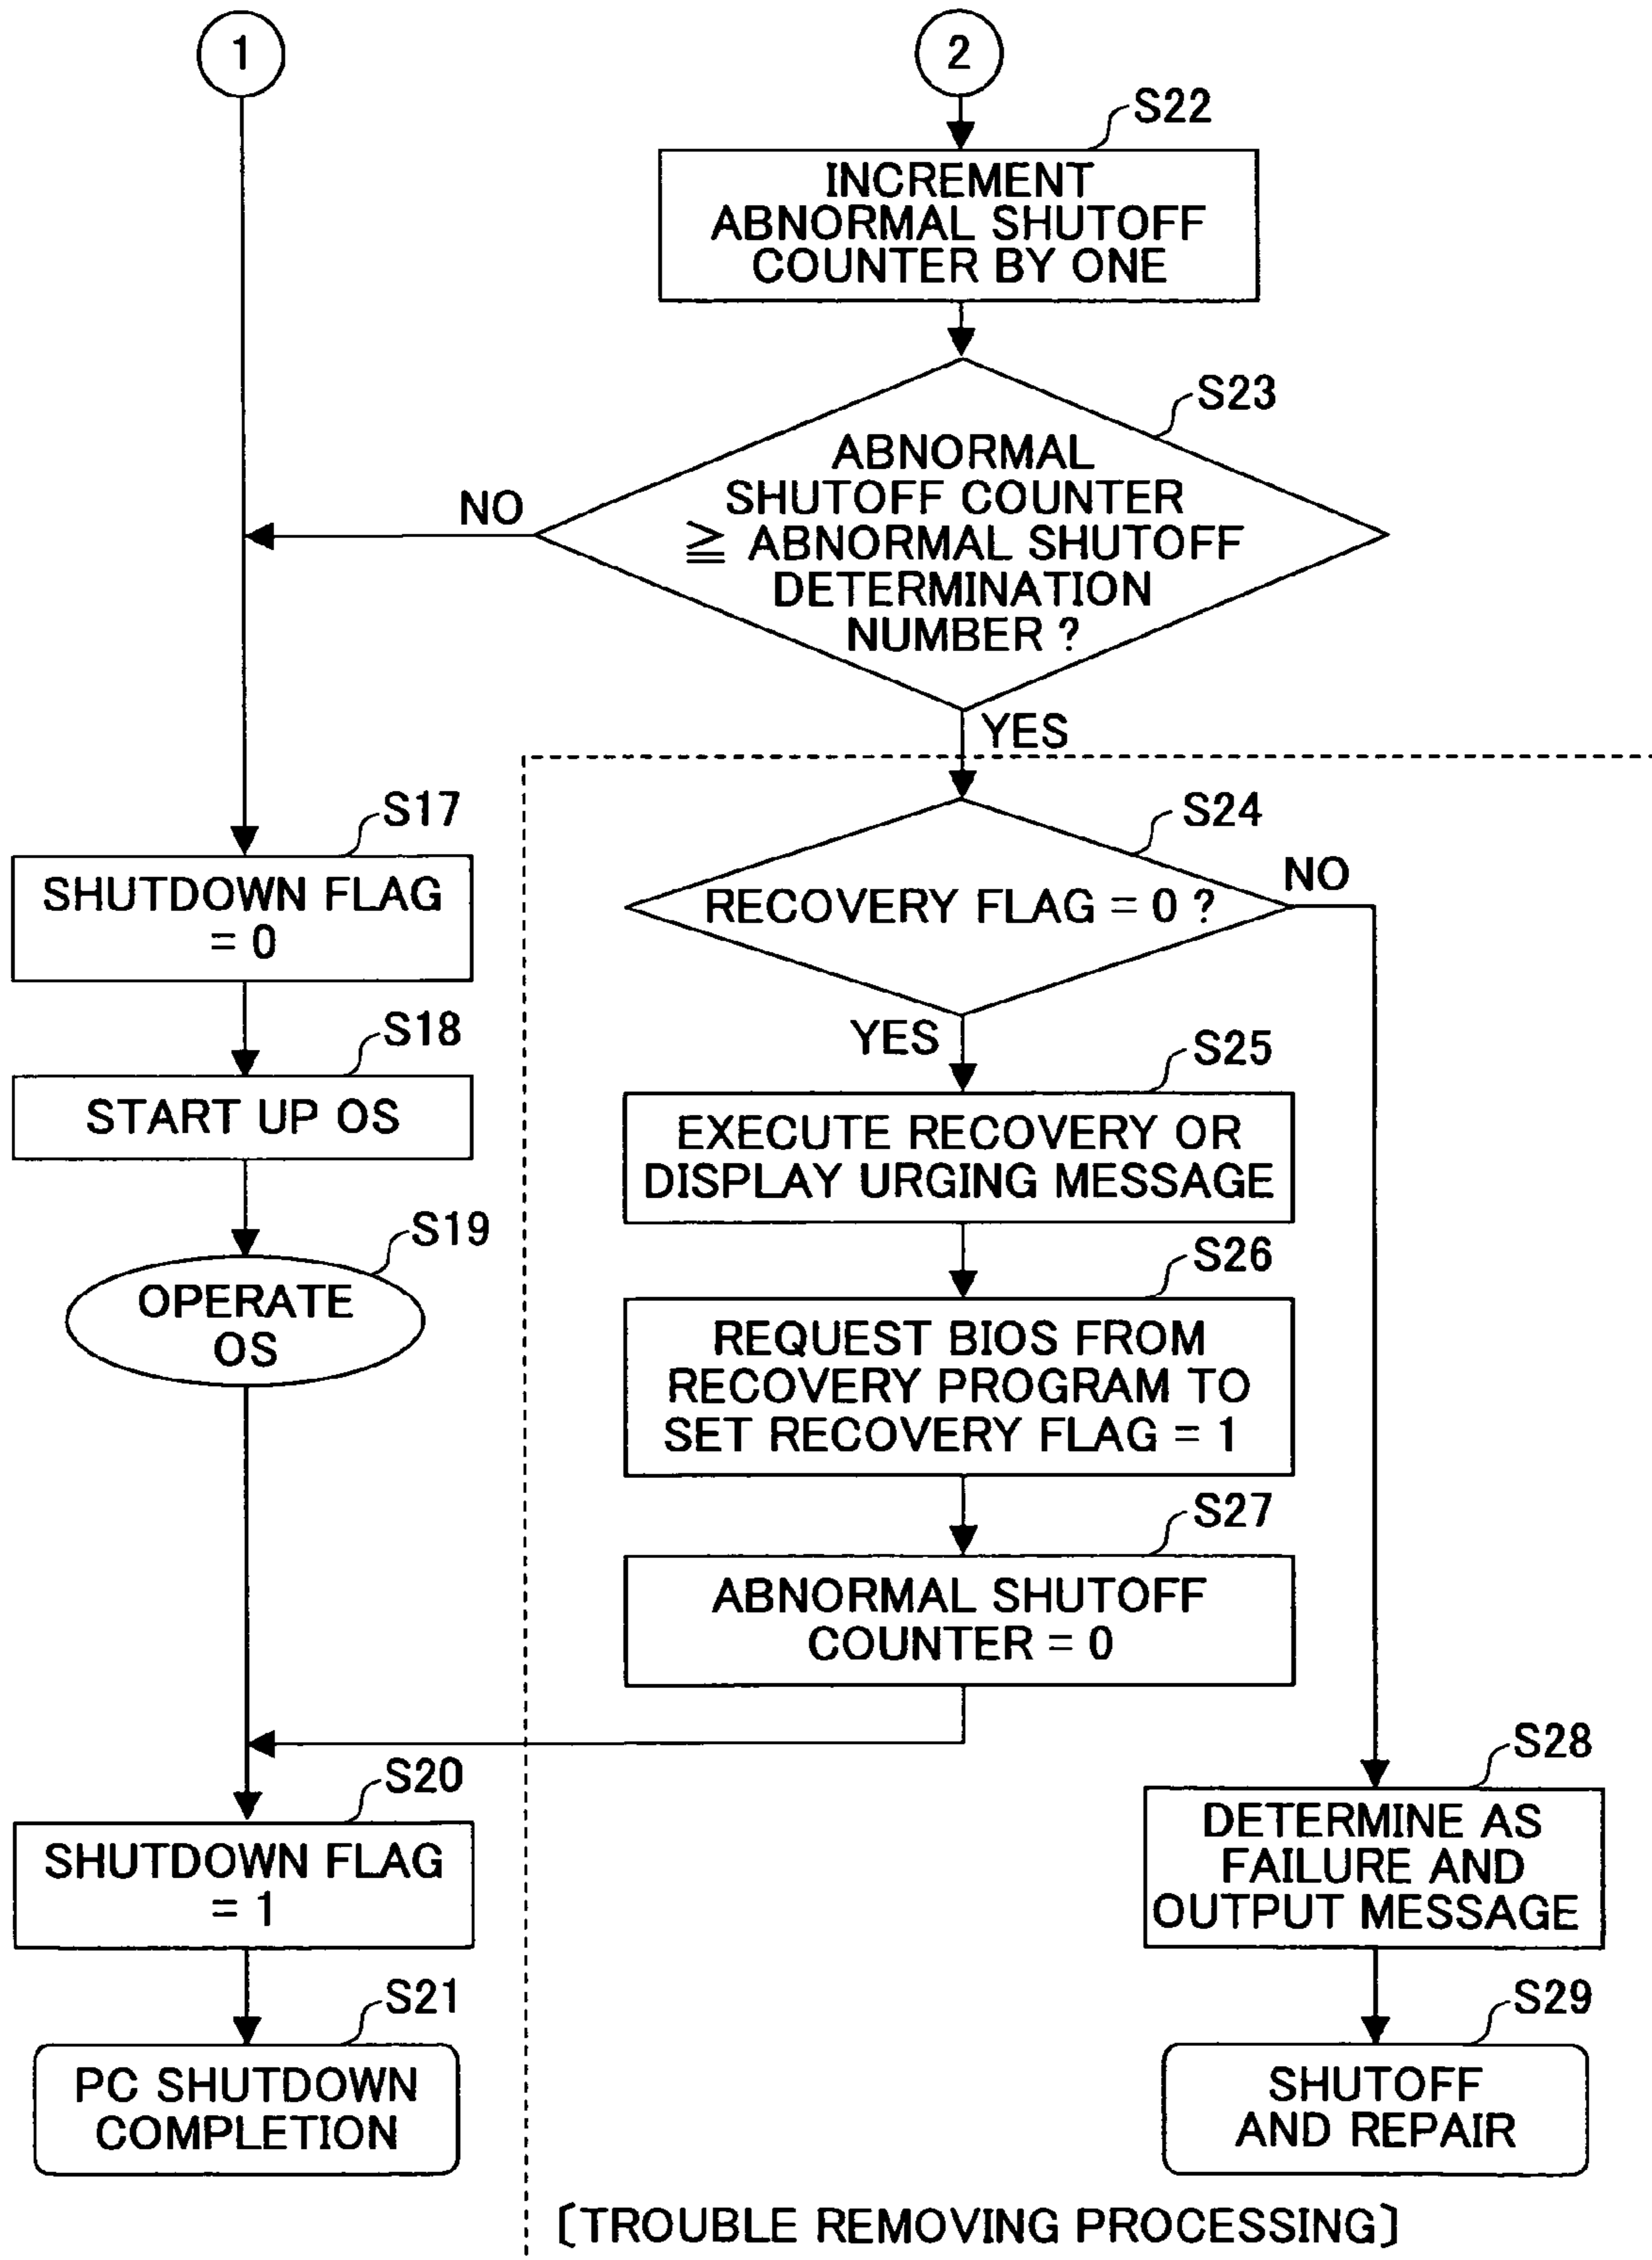 1
2
S22
INCREMENT
ABNORMAL SHUTOFF
COUNTER BY ONE
S23
ABNORMAL
SHUTOFF COUNTER
≧ ABNORMAL SHUTOFF
DETERMINATION
NUMBER ?
NO
YES
S17
SHUTDOWN FLAG
= 0
S18
START UP OS
S19
OPERATE
OS
S24
RECOVERY FLAG = 0 ?
NO
YES
S25
EXECUTE RECOVERY OR
DISPLAY URGING MESSAGE
S26
REQUEST BIOS FROM
RECOVERY PROGRAM TO
SET RECOVERY FLAG = 1
S27
ABNORMAL SHUTOFF
COUNTER = 0
S20
SHUTDOWN FLAG
= 1
S21
PC SHUTDOWN
COMPLETION
S28
DETERMINE AS
FAILURE AND
OUTPUT MESSAGE
S29
SHUTOFF
AND REPAIR
〔TROUBLE REMOVING PROCESSING〕